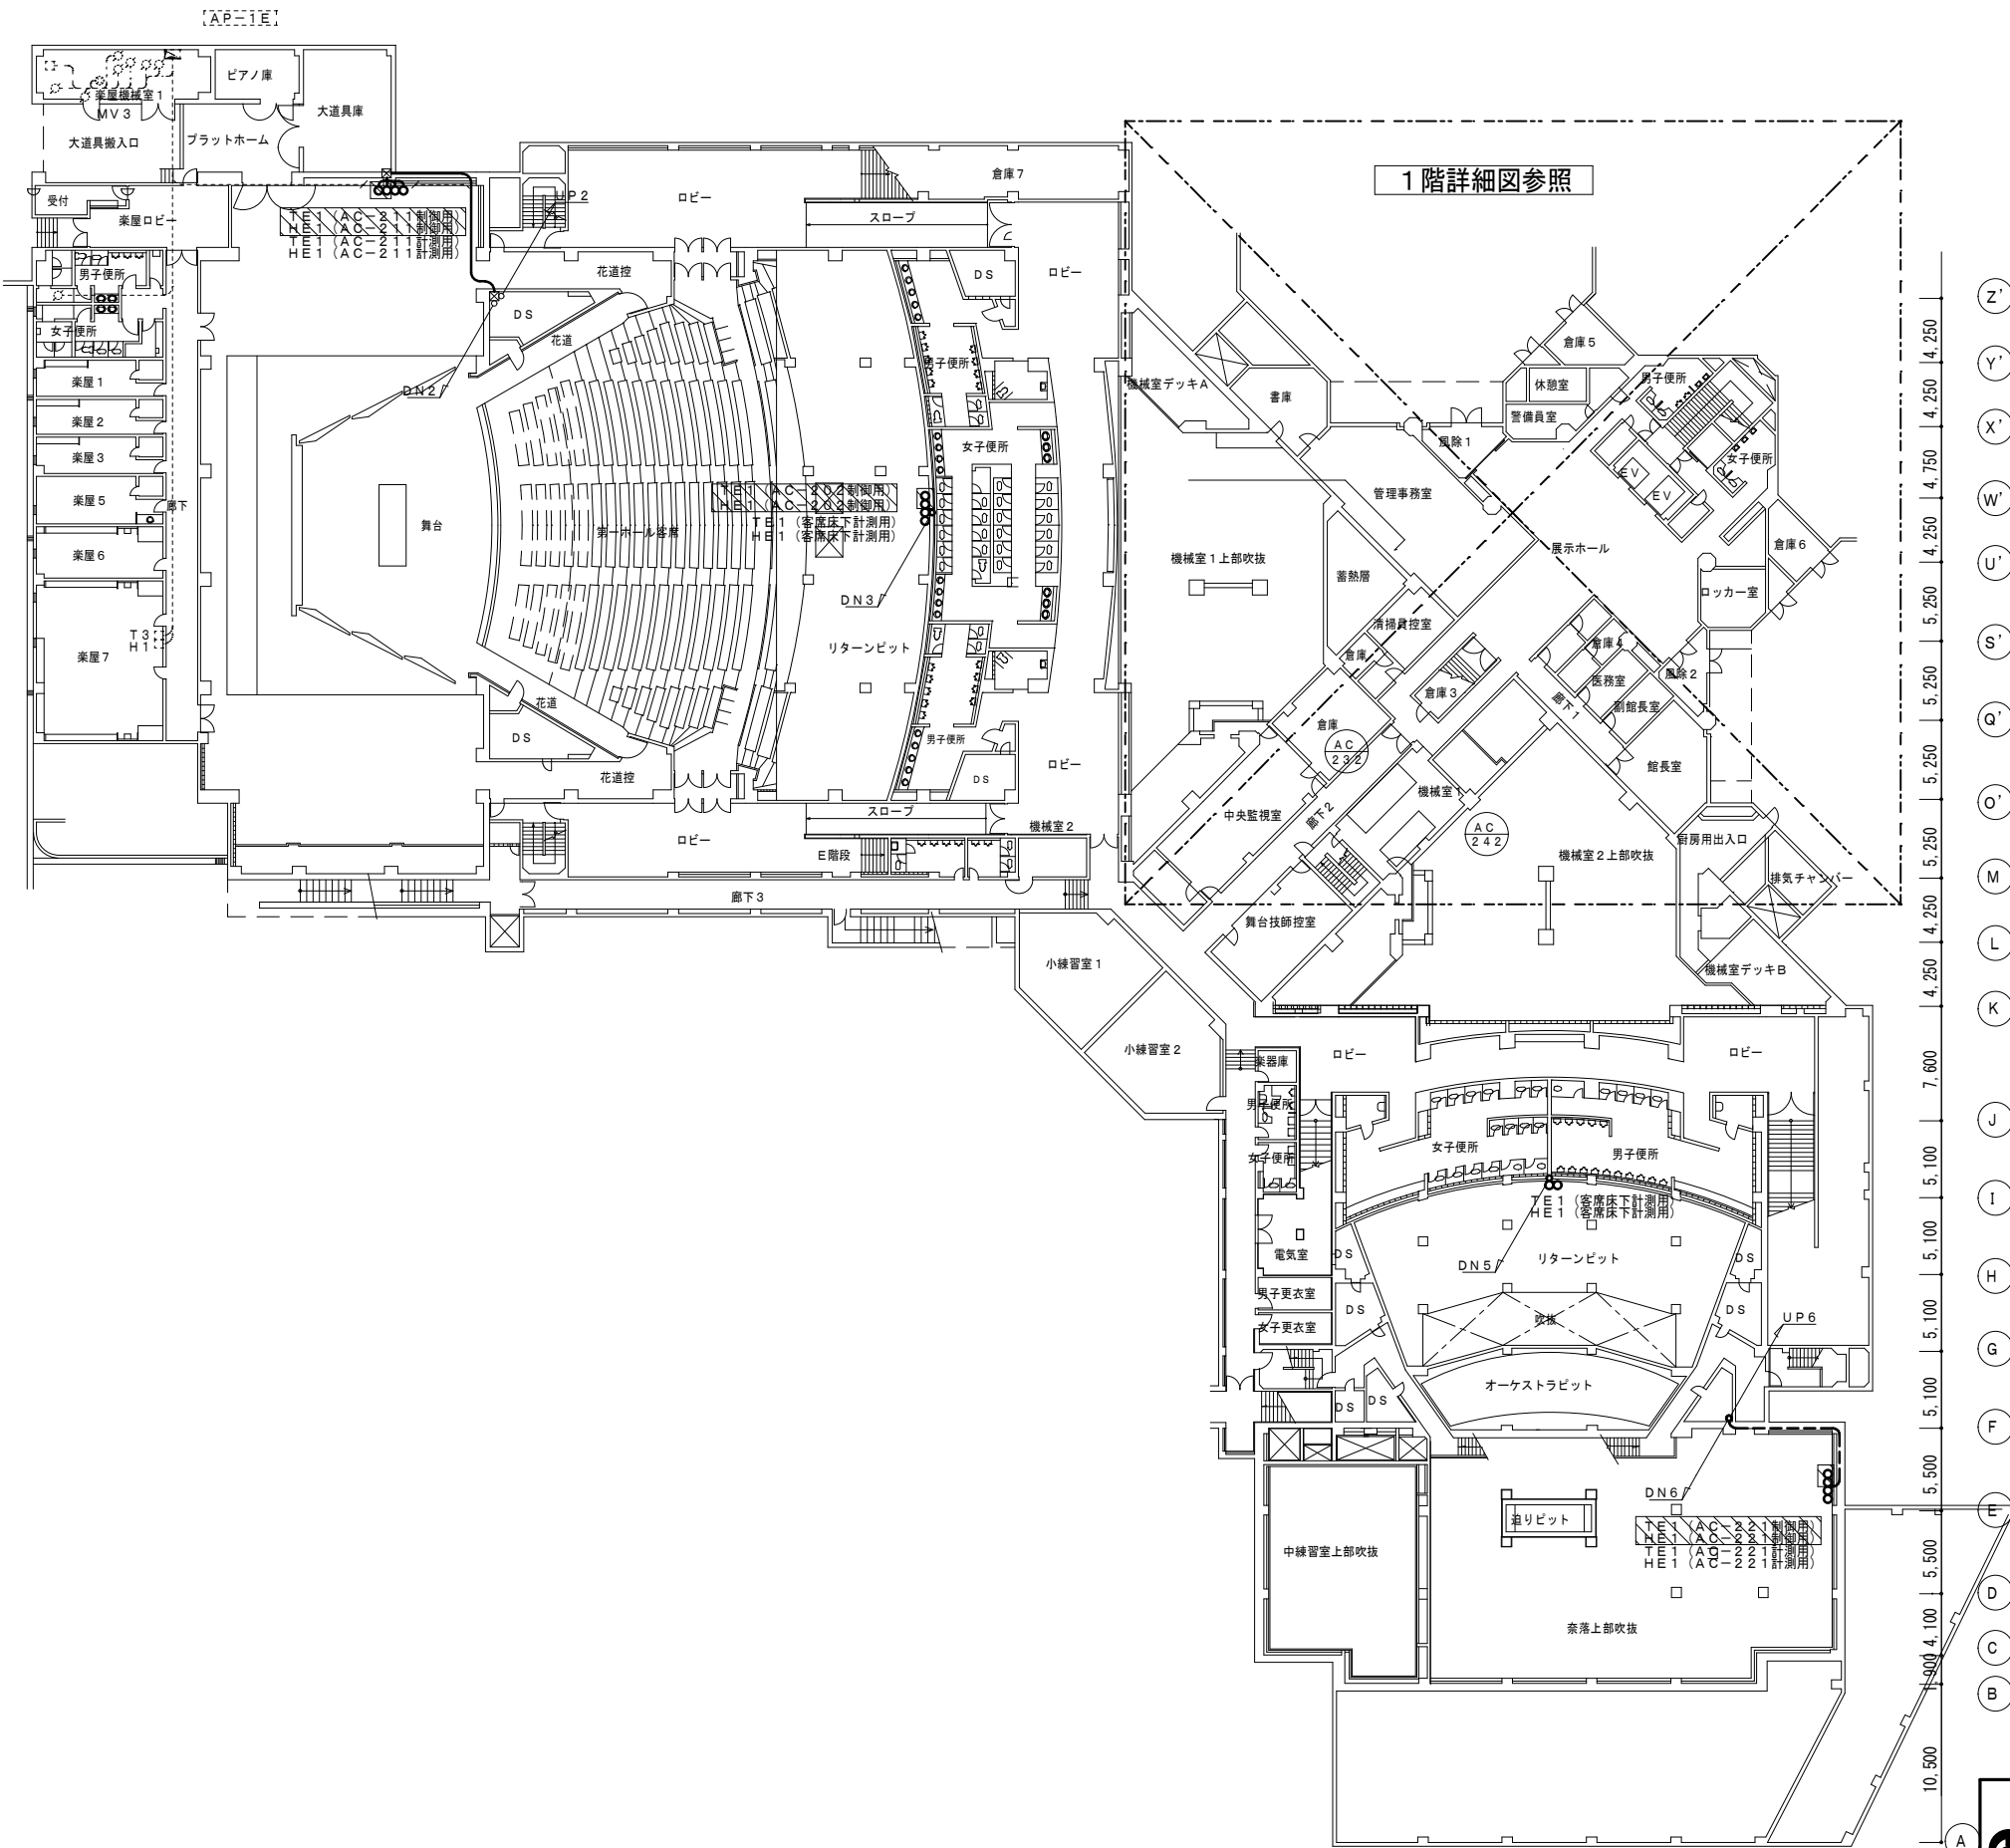 AP−1E
ピアノ庫
楽屋機械室1
MV3
大道具庫
大道具搬入口
プラットホーム
1階詳細図参照
受付
楽屋ロビー
UP2
ロビー
倉庫7
スロープ
TE1(AC−211制御用)
HE1(AC−211制御用)
TE1(AC−211計測用)
HE1(AC−211計測用)
男子便所
花道控
DS
DS
ロビー
Z'
女子便所
花道
4,250
倉庫5
男子便所
Y'
楽屋1
DN2
機械室デッキA
書庫
休憩室
男子便所
4,250
楽屋2
警備員室
X'
楽屋3
女子便所
風除1
女子便所
4,750
EV
EV
楽屋5
廊下
TE1(AC−202制御用)
HE1(AC−202制御用)
管理事務室
W'
舞台
第一ホール客席
TE1(客席床下計測用)
HE1(客席床下計測用)
4,250
楽屋6
機械室1上部吹抜
展示ホール
倉庫6
U'
蓄熱層
ロッカー室
DN3
5,250
T3
H1
楽屋7
リターンピット
清掃員控室
倉庫
倉庫4
S'
倉庫3
医務室
風除2
5,250
花道
廊下1
副館長室
Q'
DS
男子便所
倉庫
AC
232
館長室
5,250
花道控
DS
ロビー
機械室1
スロープ
機械室2
中央監視室
廊下2
AC
242
O'
ロビー
E階段
機械室2上部吹抜
厨房用出入口
5,250
廊下3
排気チャンバー
M
舞台技師控室
4,250
L
小練習室1
機械室デッキB
4,250
K
小練習室2
ロビー
ロビー
楽器庫
7,600
男子便所
J
女子便所
女子便所
男子便所
5,100
TE1(客席床下計測用)
HE1(客席床下計測用)
I
電気室
DS
リターンピット
DS
5,100
DN5
H
男子更衣室
DS
DS
女子更衣室
吹抜
UP6
5,100
G
オーケストラピット
DS
DS
5,100
F
5,500
DN6
迫りピット
E
TE1(AC−221制御用)
HE1(AC−221制御用)
TE1(AC−221計測用)
HE1(AC−221計測用)
中練習室上部吹抜
5,500
D
奈落上部吹抜
4,100
C
1,900
B
10,500
A